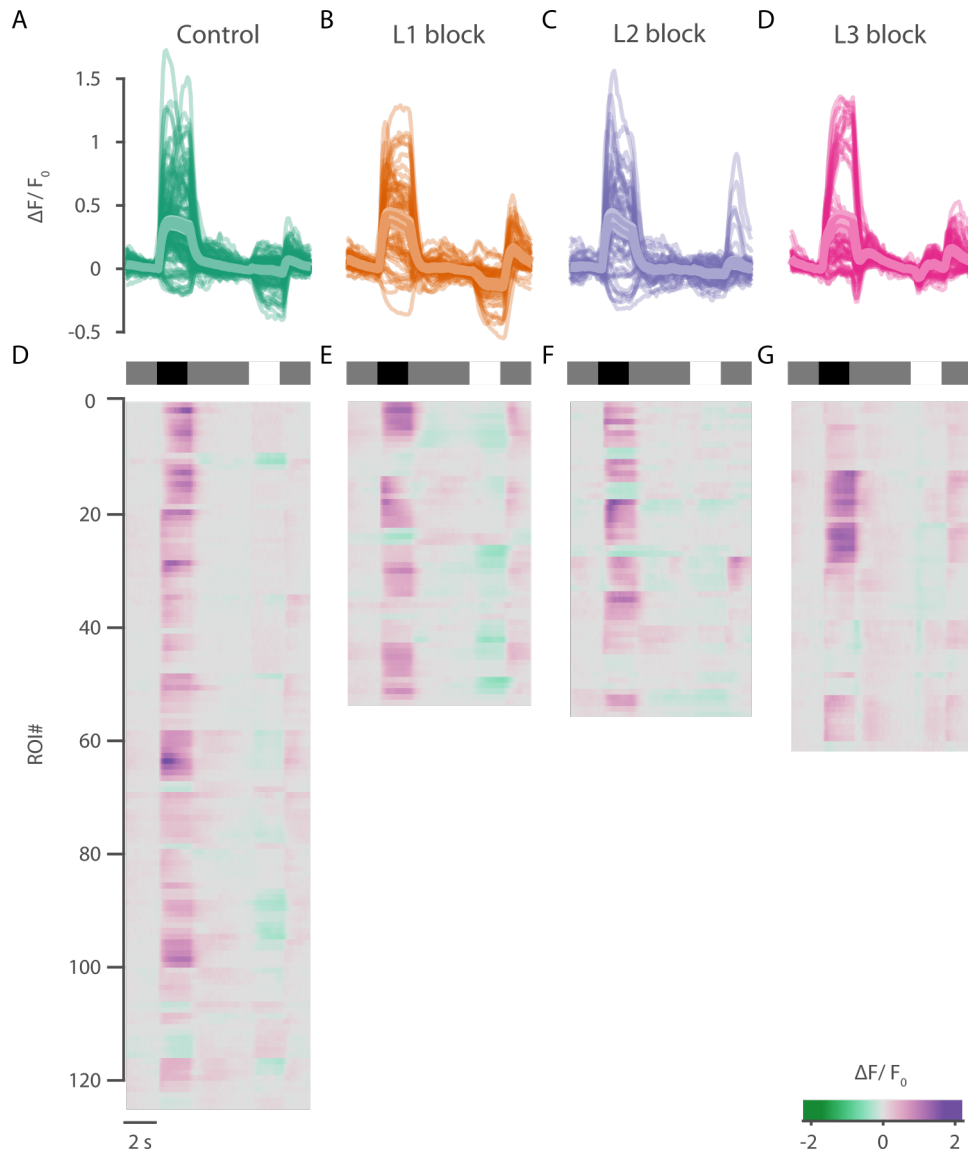 A
B
C
D
Control
L1 block
L2 block
L3 block
1.5
1
0.5
0
-0.5
ΔF/ F0
D
E
F
G
0
20
40
60
80
100
120
ROI#
2 s
ΔF/ F0
-2
0
2